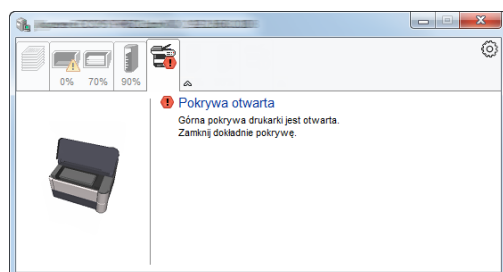 0% 70% 90%
Pokrywa otwarta
Górna pokrywa drukarki jest otwarta.
Zamknij dokładnie pokrywę.